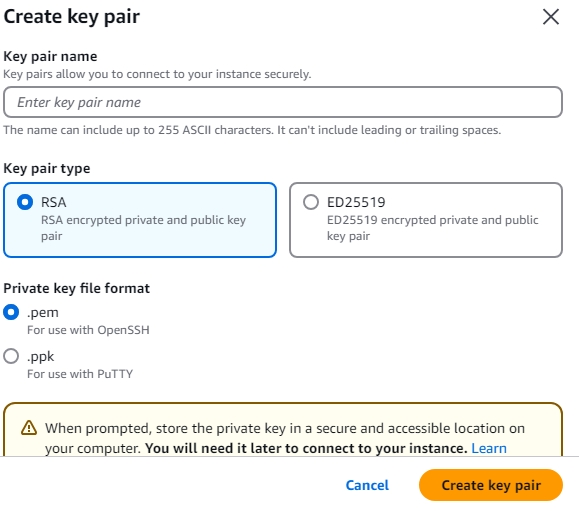 Create key pair
Key pair name
Key pairs allow you to connect to your instance securely.
Enter key pair name
The name can include up to 255 ASCII characters. It can't include leading or trailing spaces.
Key pair type
RSA
RSA encrypted private and public key
pair
ED25519
ED25519 encrypted private and public
key pair
Private key file format
.pem
For use with OpenSSH
.ppk
For use with PuTTY
When prompted, store the private key in a secure and accessible location on
your computer. You will need it later to connect to your instance. Learn
Cancel
Create key pair